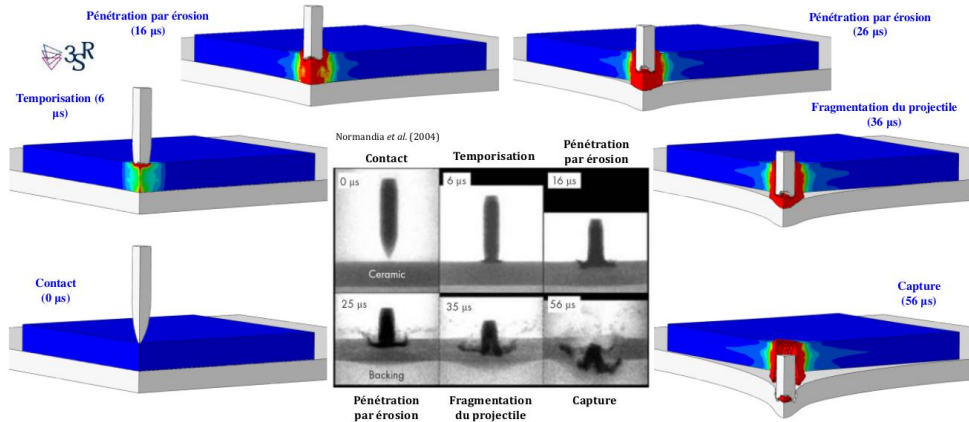 Pénétration par érosion
(16 µs)
Pénétration par érosion
(26 µs)
3SR
Temporisation (6
µs)
Fragmentation du projectile
(36 µs)
Normandia et al. (2004)
Contact
Temporisation
Pénétration
par érosion
0 µs
6 µs
16 µs
Ceramic
25 µs
35 µs
56 µs
Backing
Pénétration
par érosion
Fragmentation
du projectile
Capture
Contact
(0 µs)
Capture
(56 µs)